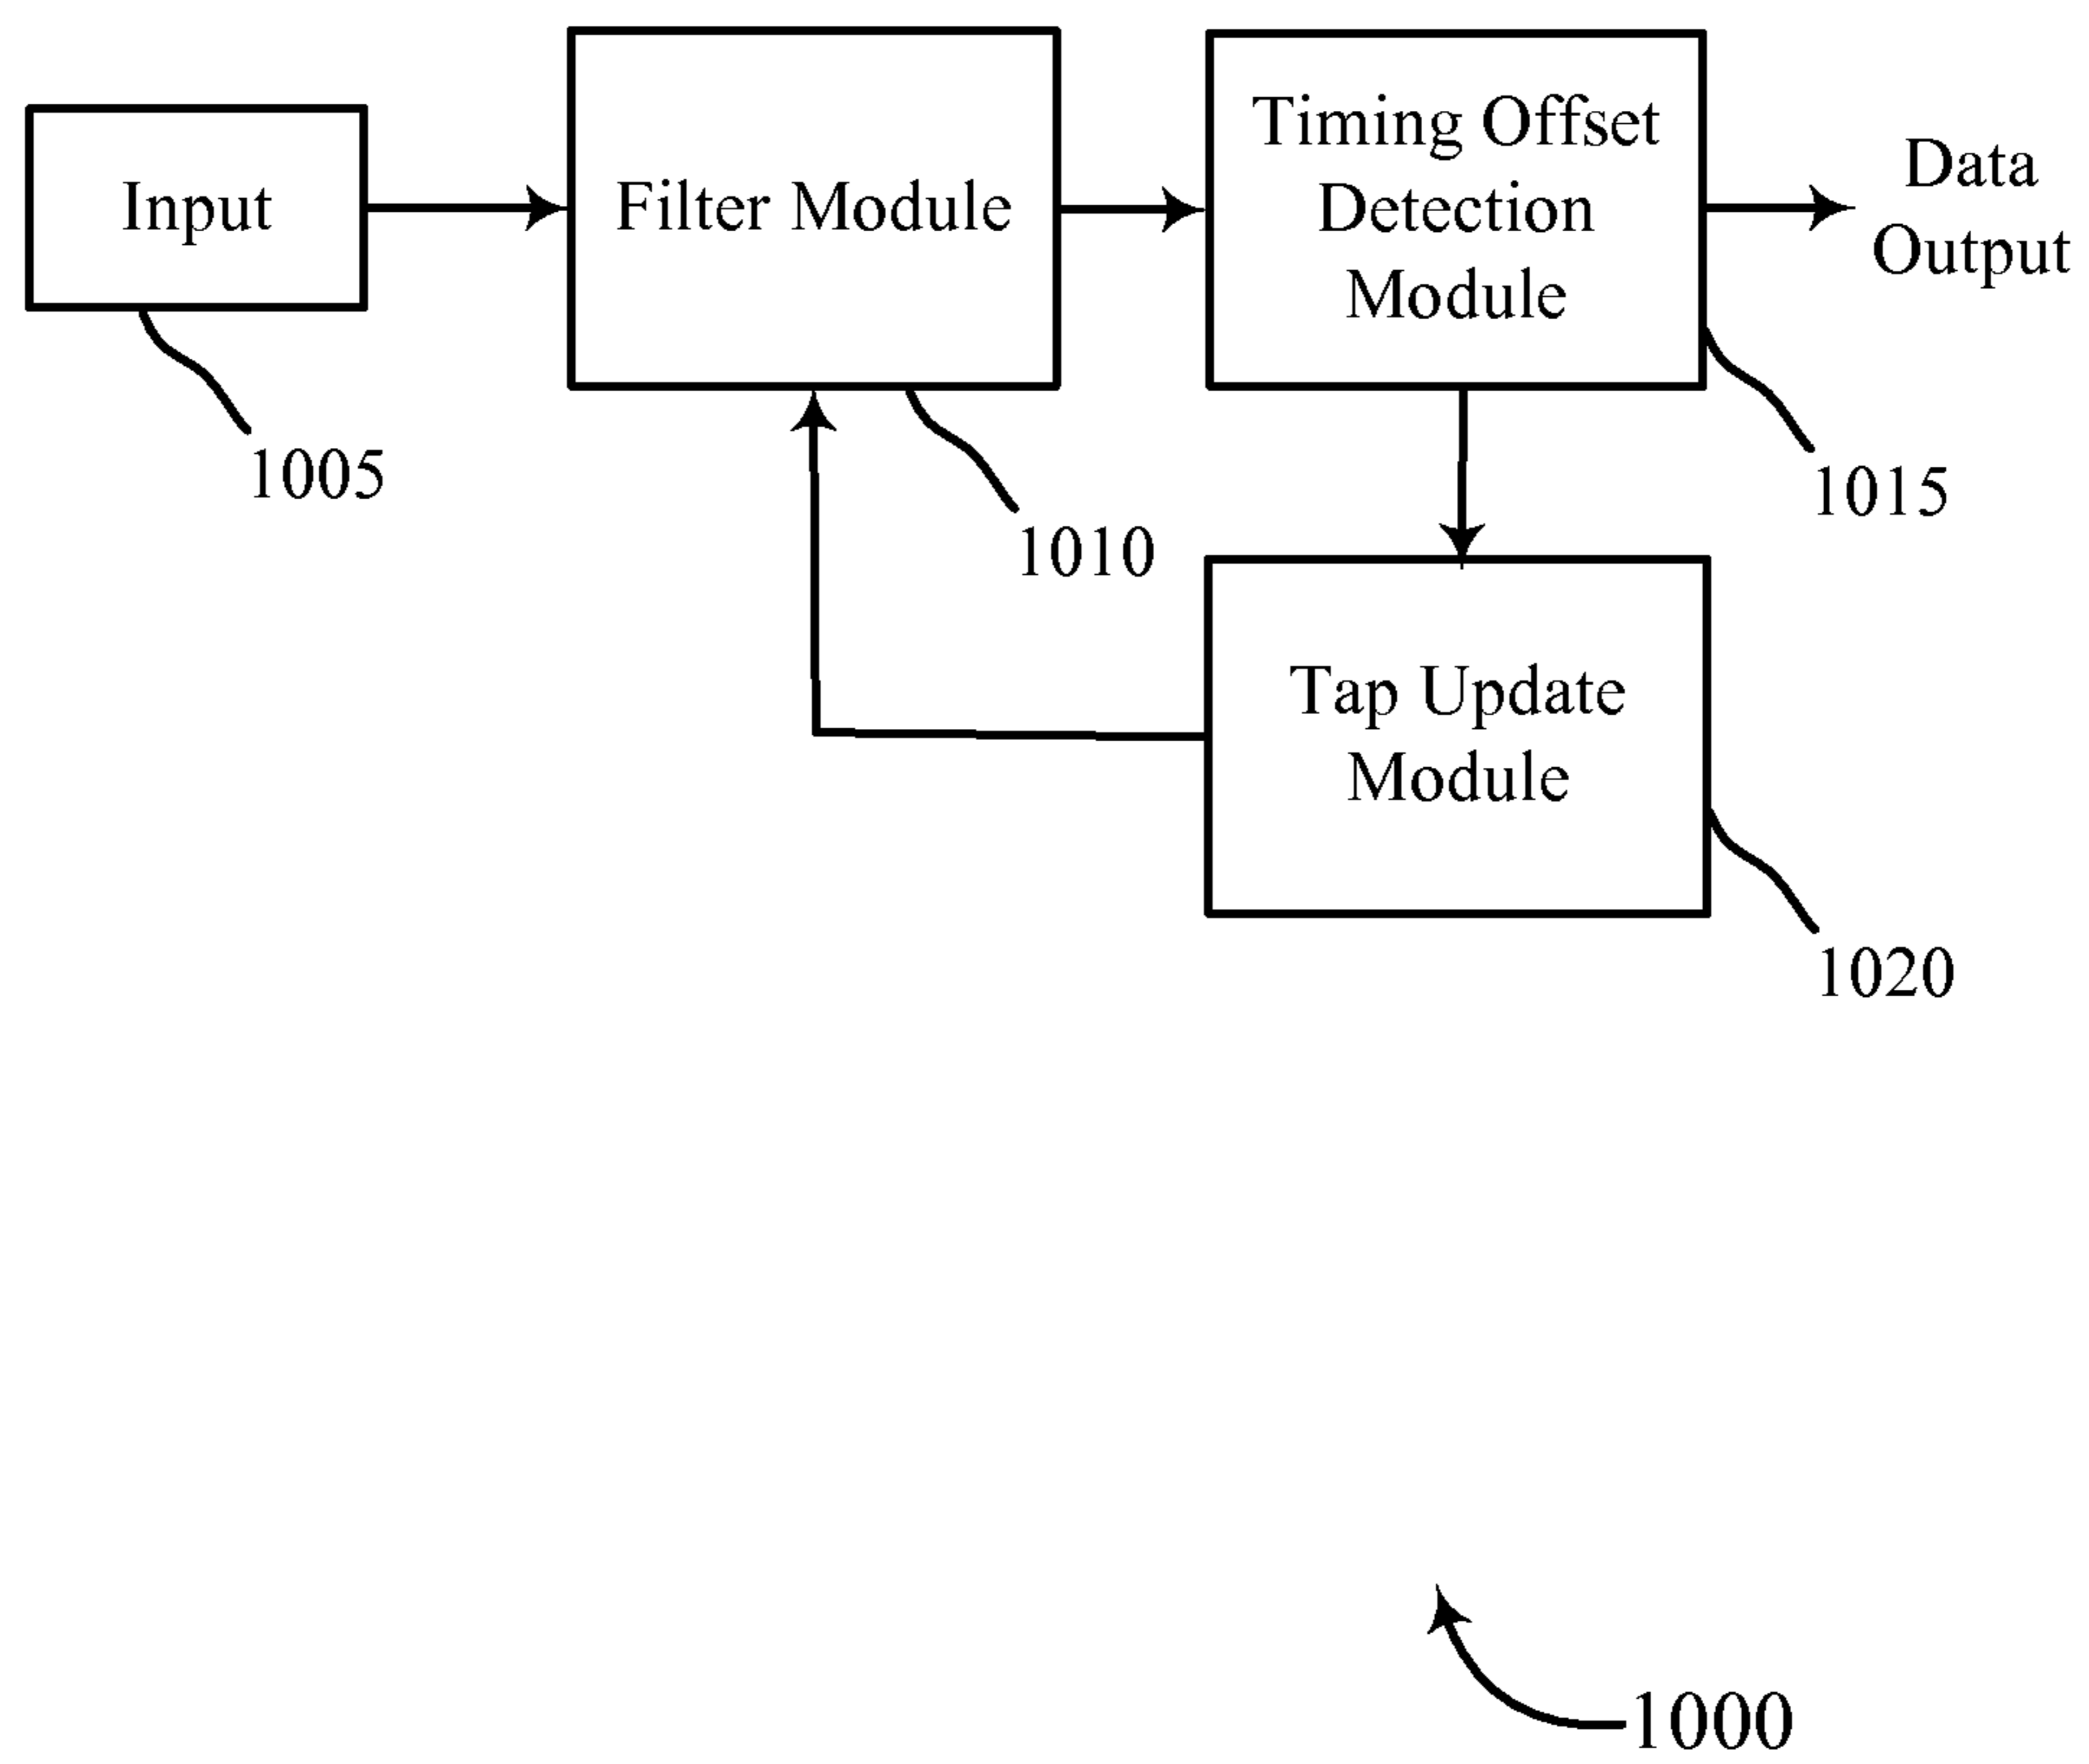 Input
1005
Filter Module
1010
Timing Offset
Detection
Module
1015
Data
Output
Tap Update
Module
1020
1000